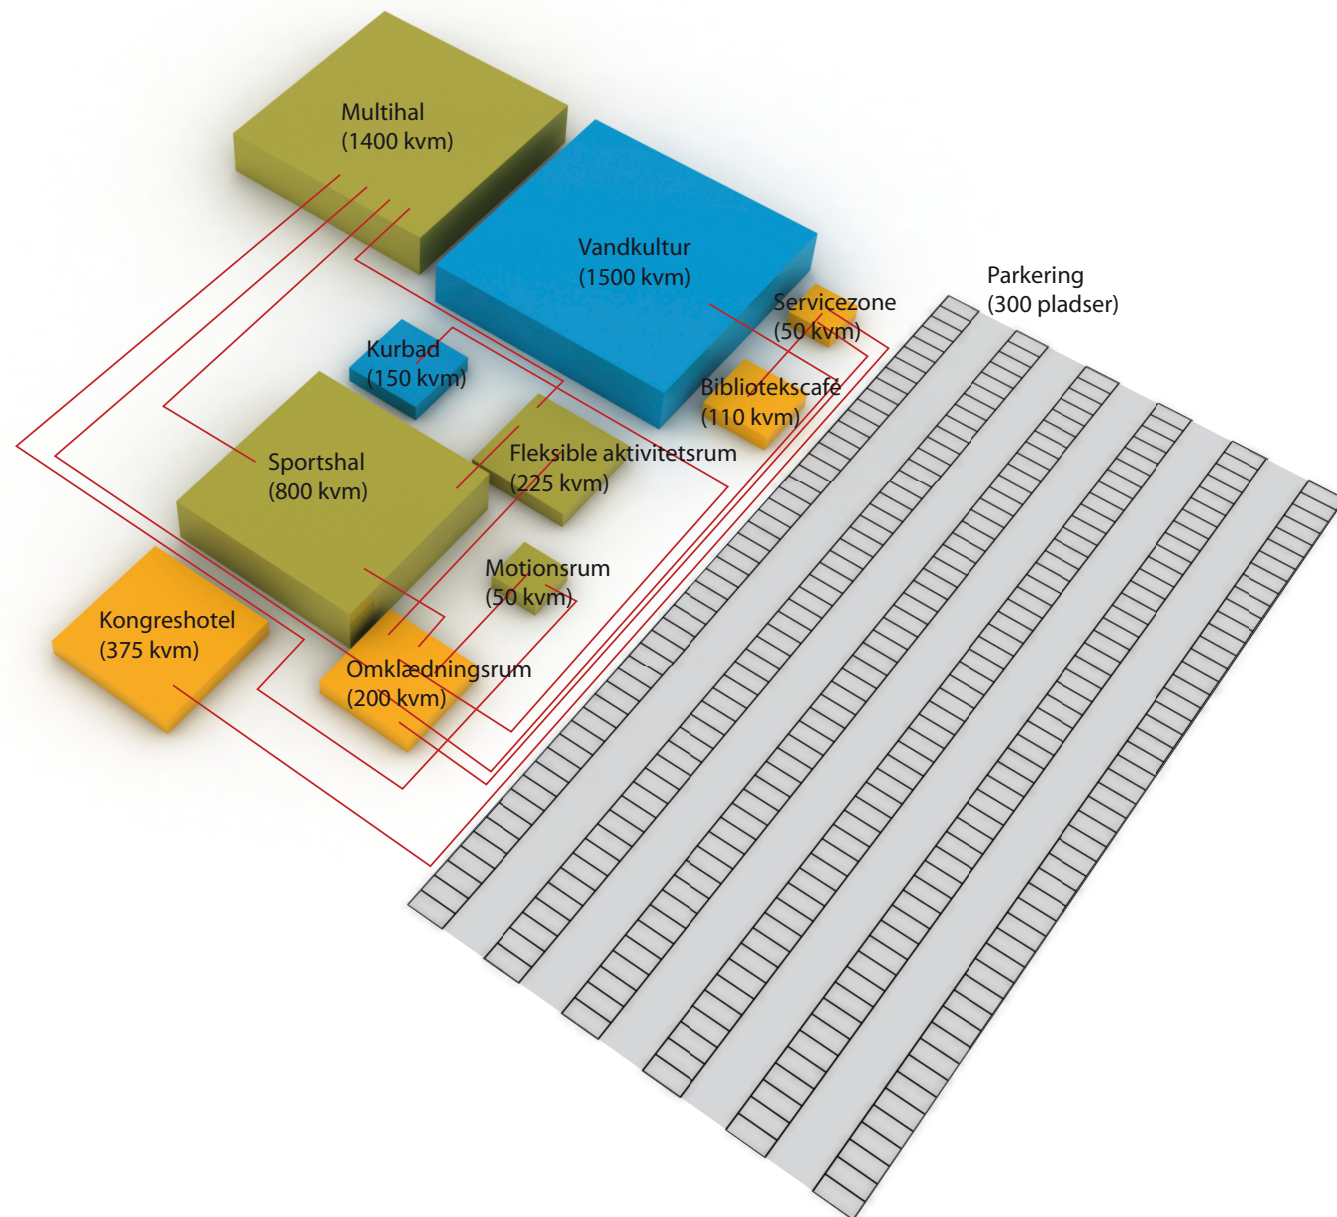 Multihal
(1400 kvm)
Vandkultur
(1500 kvm)
Parkering
(300 pladser)
Servicezone
(50 kvm)
Kurbad
(150 kvm)
Bibliotekscafé
(110 kvm)
Sportshal
(800 kvm)
Fleksible aktivitetsrum
(225 kvm)
Motionsrum
(50 kvm)
Kongreshotel
(375 kvm)
Omklædningsrum
(200 kvm)